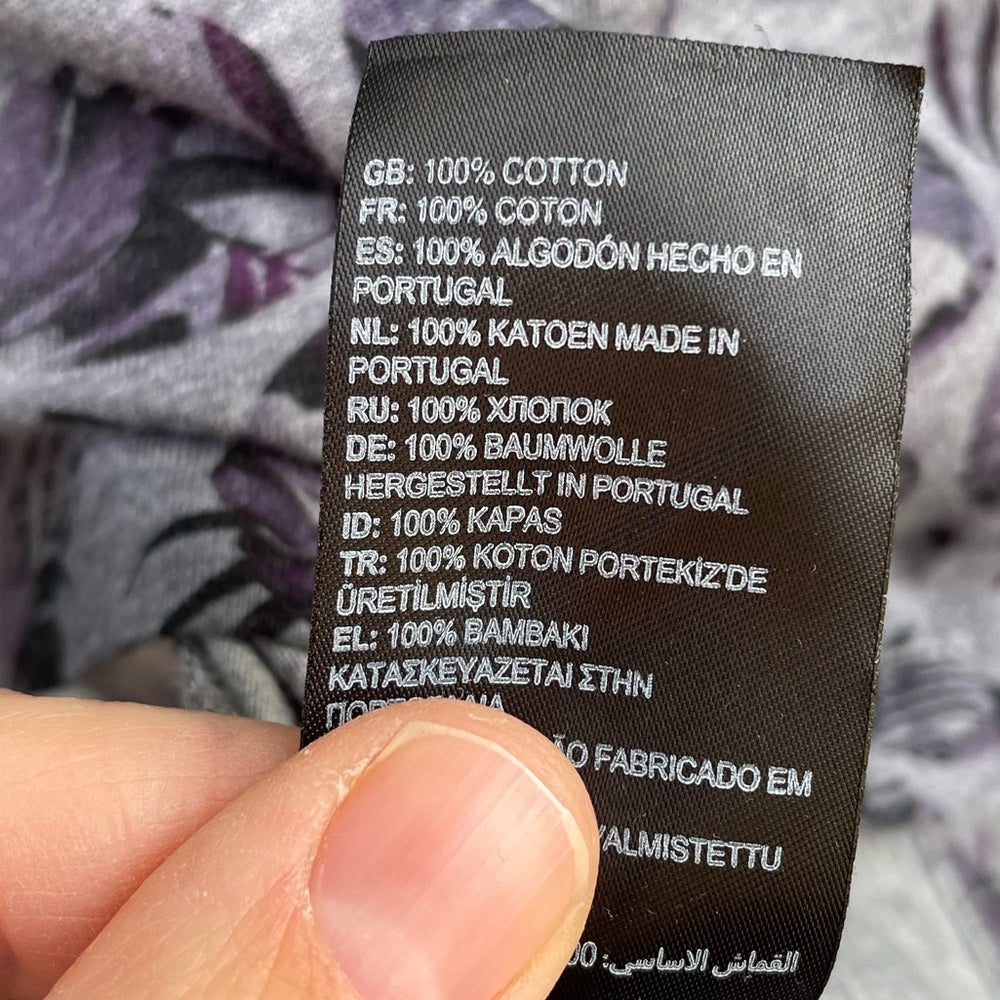 GB: 100% COTTON
FR: 100% COTON
ES: 100% ALGODÓN HECHO EN
PORTUGAL
NL: 100% KATOEN MADE IN
PORTUGAL
RU: 100% ХЛОПОК
DE: 100% BAUMWOLLE
HERGESTELLT IN PORTUGAL
ID: 100% KAPAS
TR: 100% KOTON PORTEKİZ'DE
ÜRETİLMİŞTİR
EL: 100% ΒΑΜΒΑΚΙ
ΚΑΤΑΣΚΕΥΑΖΕΤΑΙ ΣΤΗΝ
FABRICADO EM
القماش الاساسي: